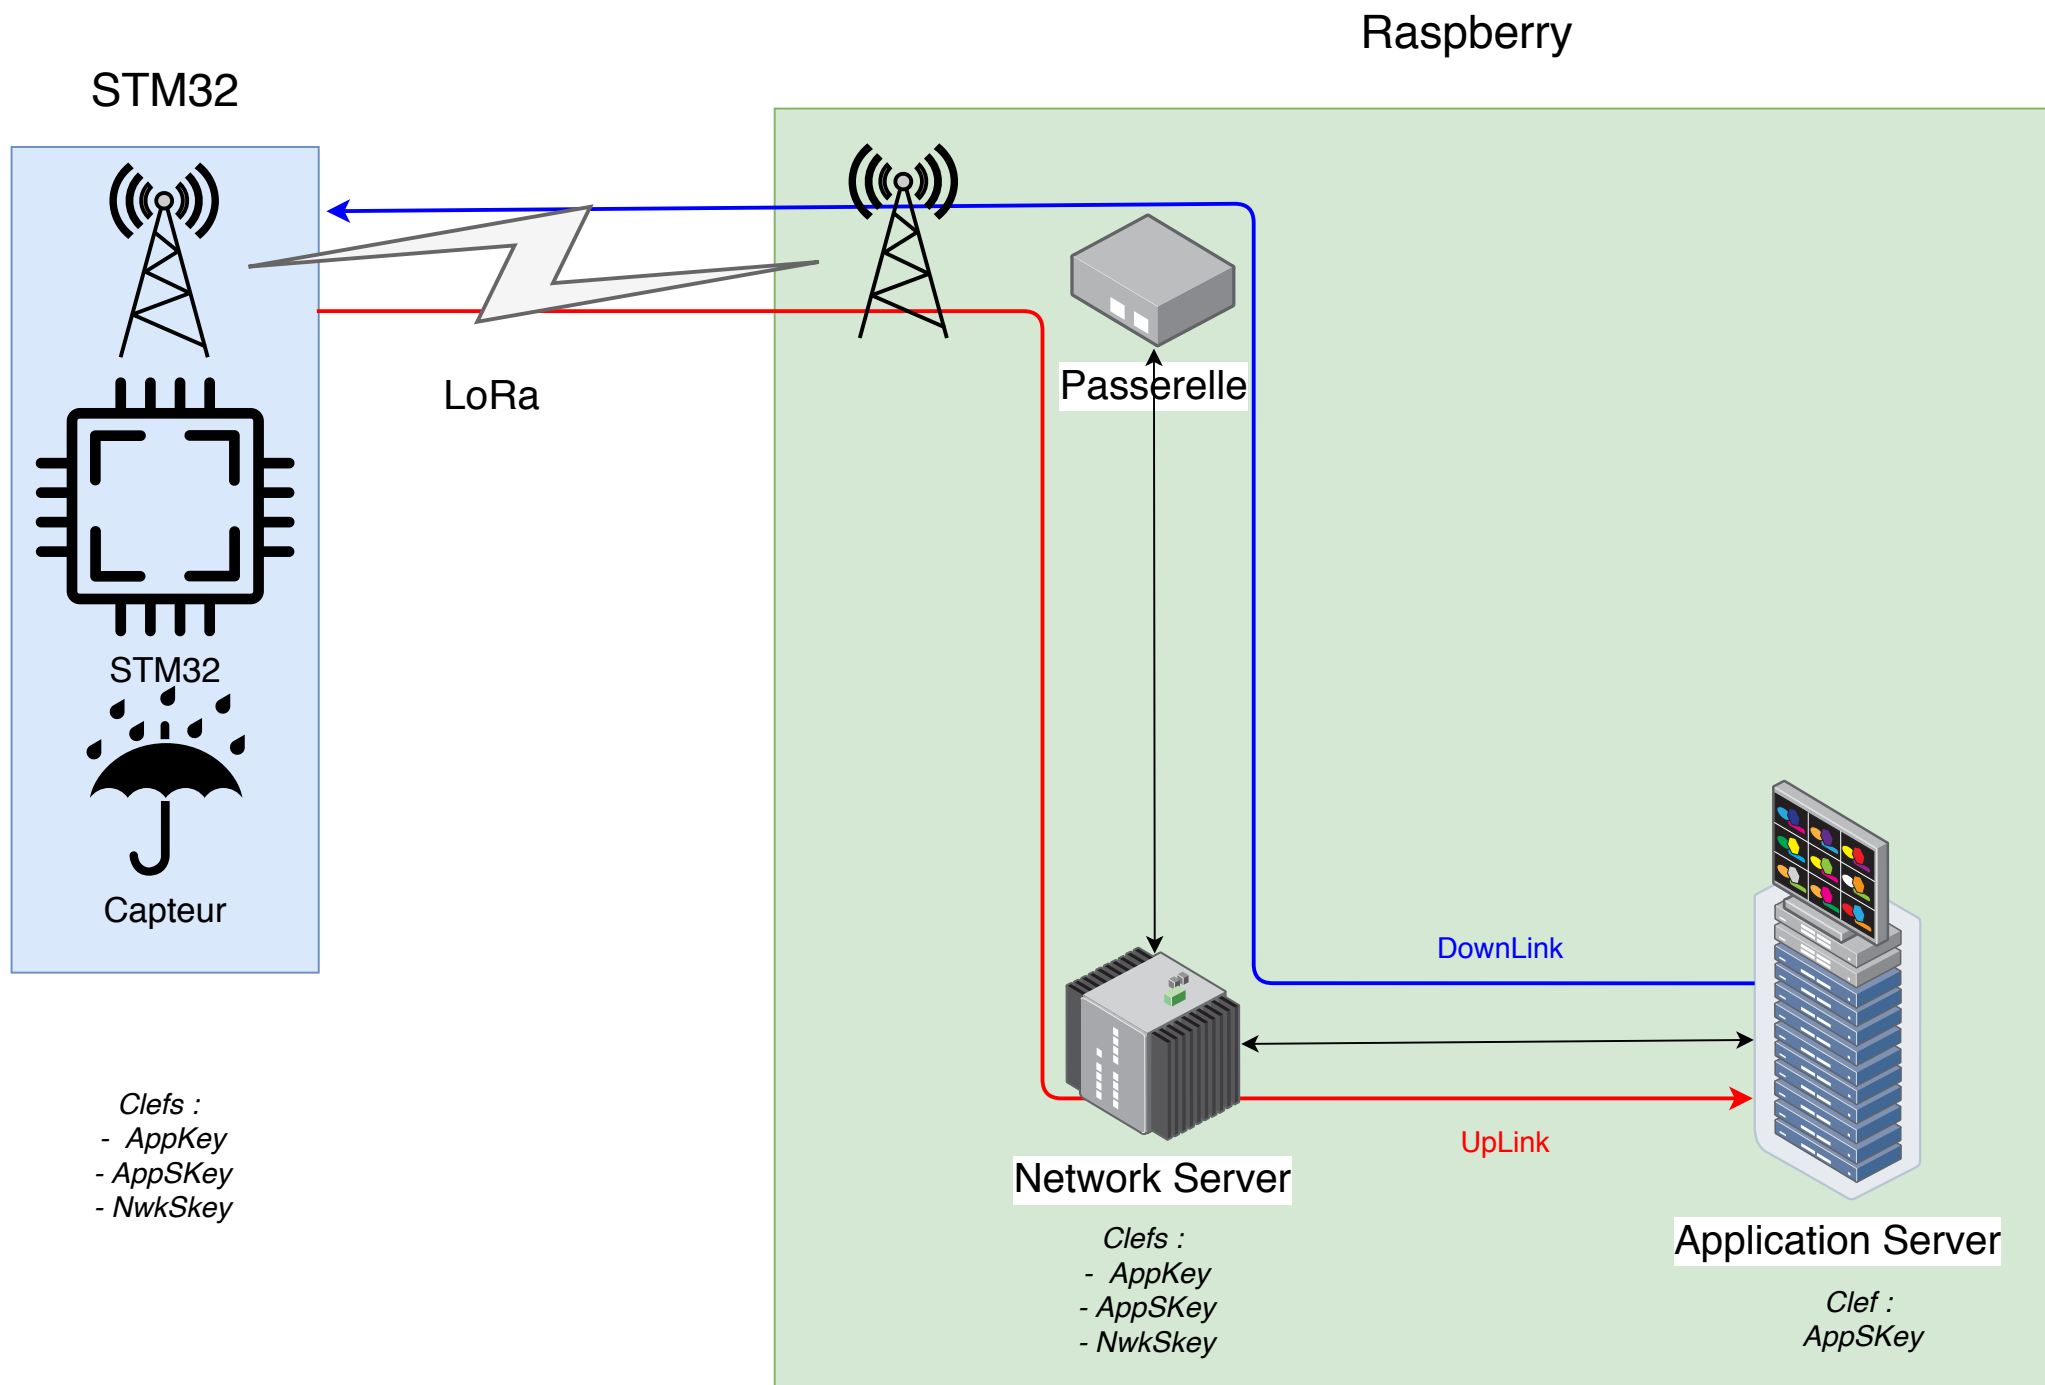 Raspberry
STM32
LoRa
Passerelle
STM32
Capteur
DownLink
UpLink
Clefs :
- AppKey
- AppSKey
- NwkSkey
Network Server
Clefs :
- AppKey
- AppSKey
- NwkSkey
Application Server
Clef :
AppSKey